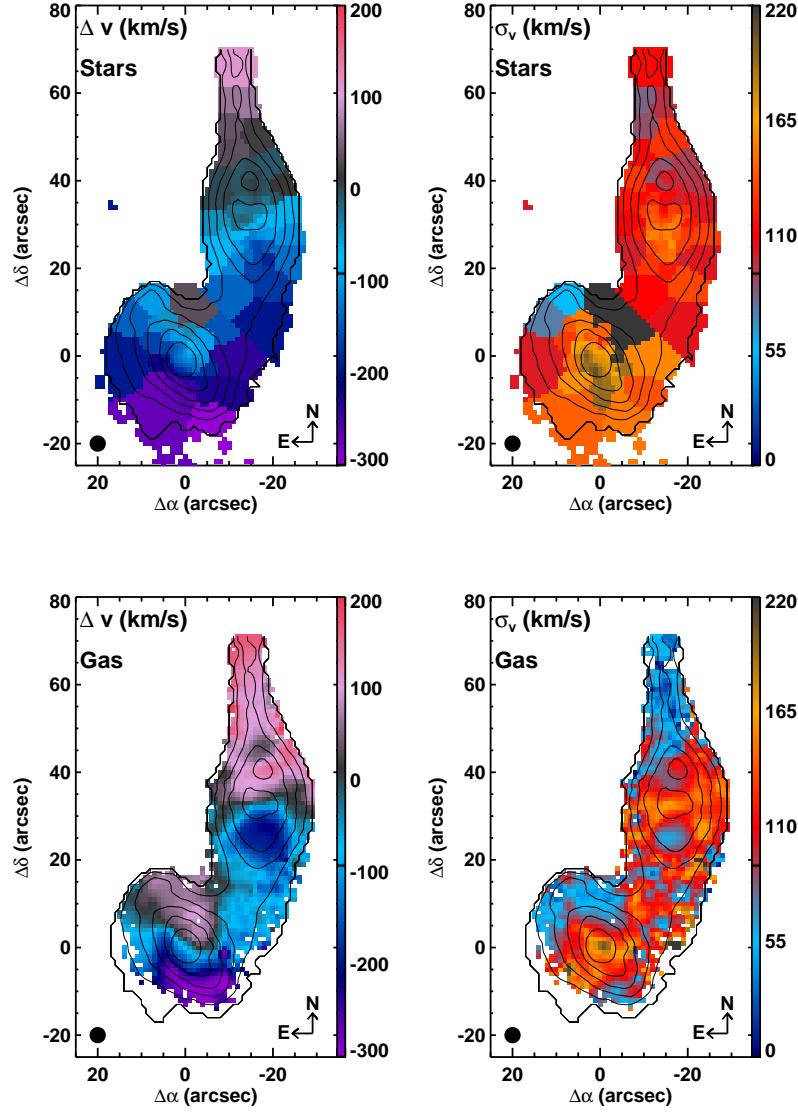 Δ v (km/s)
Stars
80
60
40
20
0
-20
Δδ (arcsec)
20
0
-20
Δα (arcsec)
N
E
200
100
0
-100
-200
-300
σv (km/s)
Stars
80
60
40
20
0
-20
Δδ (arcsec)
20
0
-20
Δα (arcsec)
N
E
220
165
110
55
0
Δ v (km/s)
Gas
80
60
40
20
0
-20
Δδ (arcsec)
20
0
-20
Δα (arcsec)
N
E
200
100
0
-100
-200
-300
σv (km/s)
Gas
80
60
40
20
0
-20
Δδ (arcsec)
20
0
-20
Δα (arcsec)
N
E
220
165
110
55
0